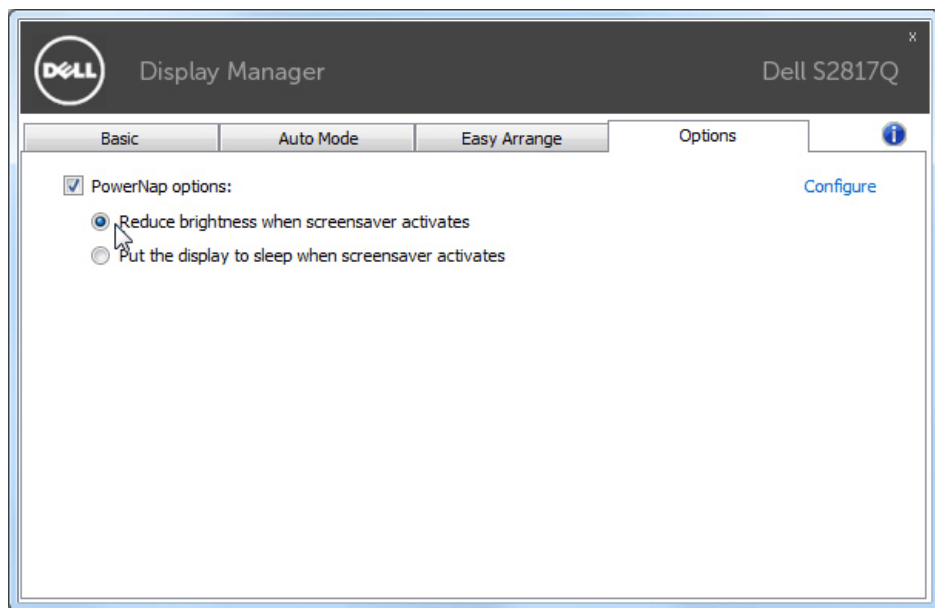 x
DELL Display Manager Dell S2817Q
Basic Auto Mode Easy Arrange Options i
PowerNap options: Configure
Reduce brightness when screensaver activates
Put the display to sleep when screensaver activates